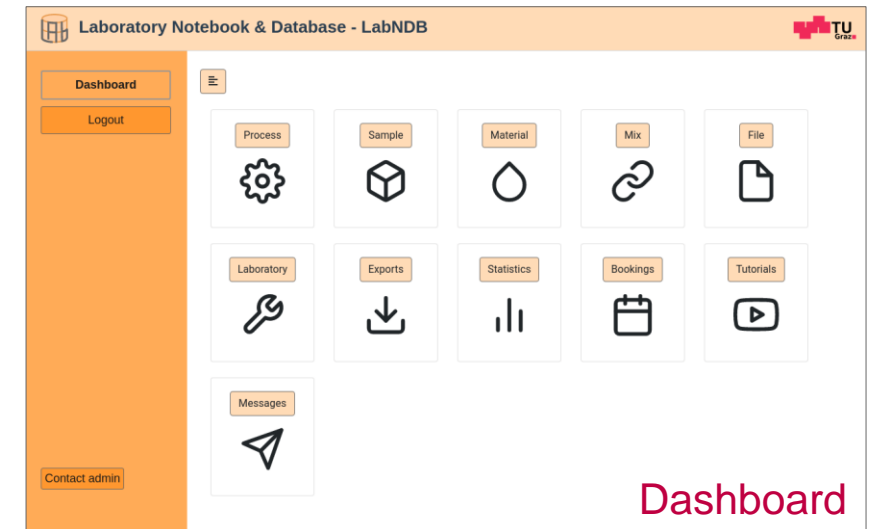 Laboratory Notebook & Database - LabNDB
TU
Graz
Dashboard
Logout
Process
Sample
Material
Mix
File
Laboratory
Exports
Statistics
Bookings
Tutorials
Messages
Contact admin
Dashboard